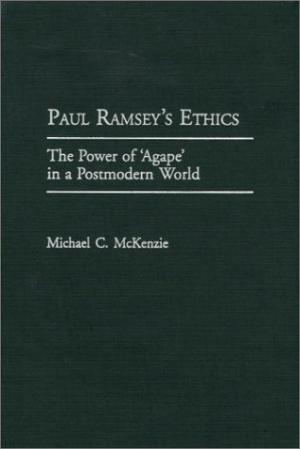 PAUL RAMSEY'S ETHICS
The Power of 'Agape'
in a Postmodern World
Michael C. McKenzie